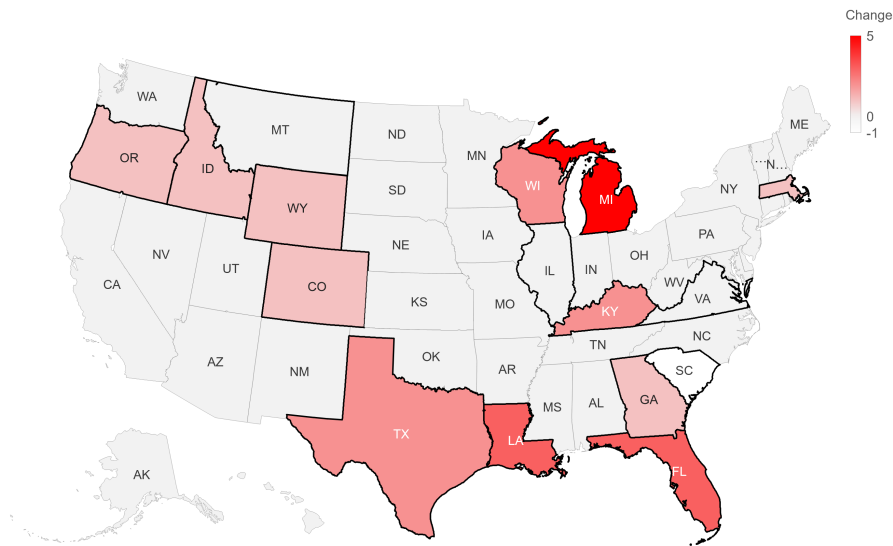 Change
5
0
-1
WA
MT
ND
MN
ME
OR
ID
SD
WI
MI
...
N...
NY
WY
IA
NE
PA
NV
UT
CO
KS
MO
IL
IN
OH
WV
VA
CA
KY
AZ
NM
OK
AR
TN
NC
SC
MS
AL
GA
TX
LA
FL
AK